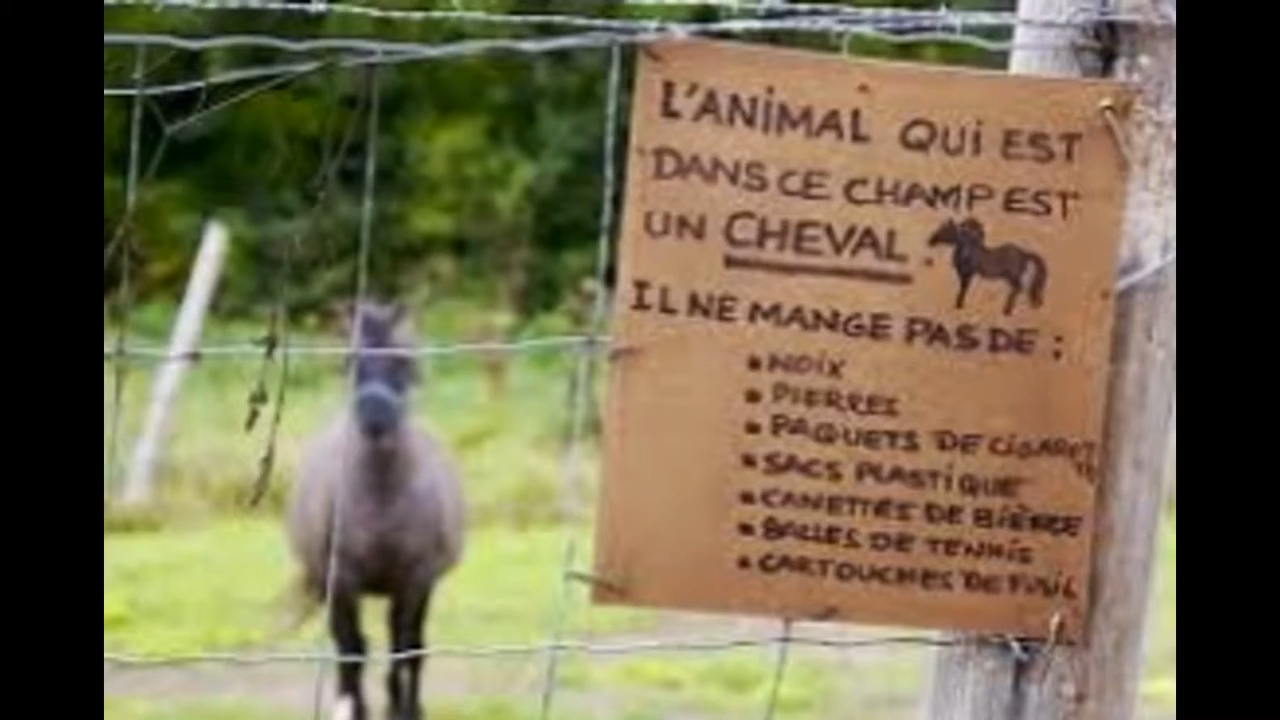 L'ANIMAL QUI EST
DANS CE CHAMP EST
UN CHEVAL.
IL NE MANGE PAS DE :
• NOIX
• PIERRES
• PAQUETS DE CIGARETTE
• SACS PLASTIQUE
• CANETTES DE BIÈRE
• BALLES DE TENNIS
• CARTOUCHES DE FUSIL